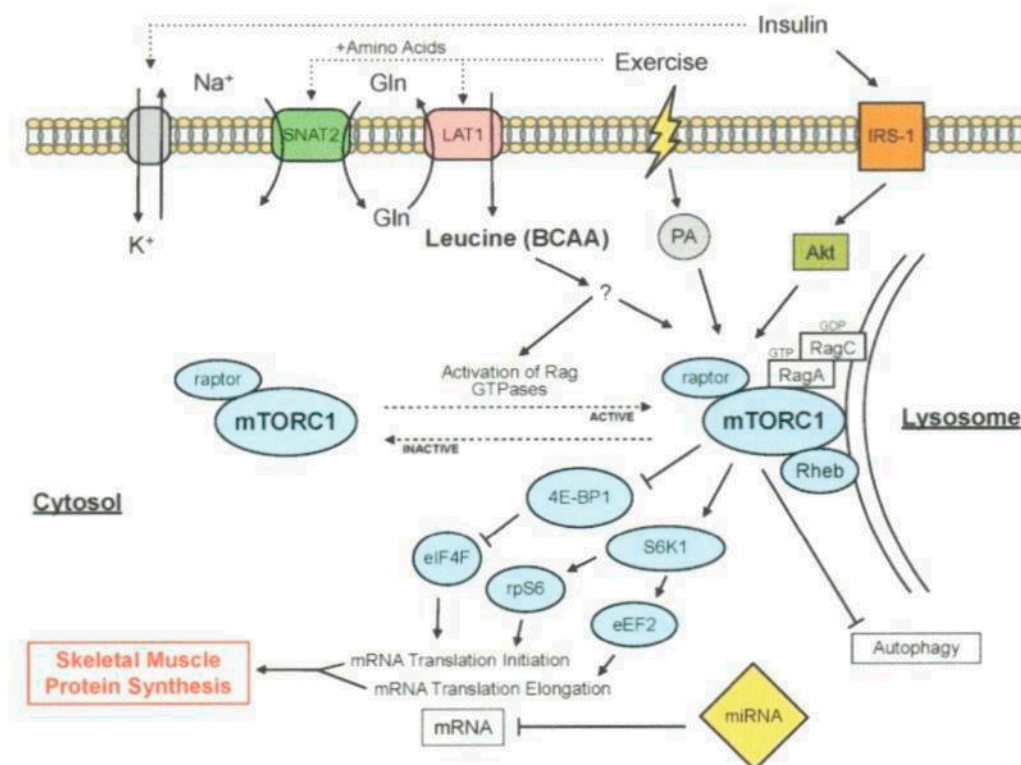 Insulin
+Amino Acids
Exercise
Na+
Gln
SNAT2
LAT1
IRS-1
K+
Gln
Leucine (BCAA)
PA
Akt
?
GDP
RagC
GTP
RagA
raptor
mTORC1
Activation of Rag
GTPases
raptor
mTORC1
Rheb
Lysosome
ACTIVE
INACTIVE
Cytosol
4E-BP1
eIF4F
S6K1
rpS6
eEF2
Autophagy
Skeletal Muscle
Protein Synthesis
mRNA Translation Initiation
mRNA Translation Elongation
mRNA
miRNA